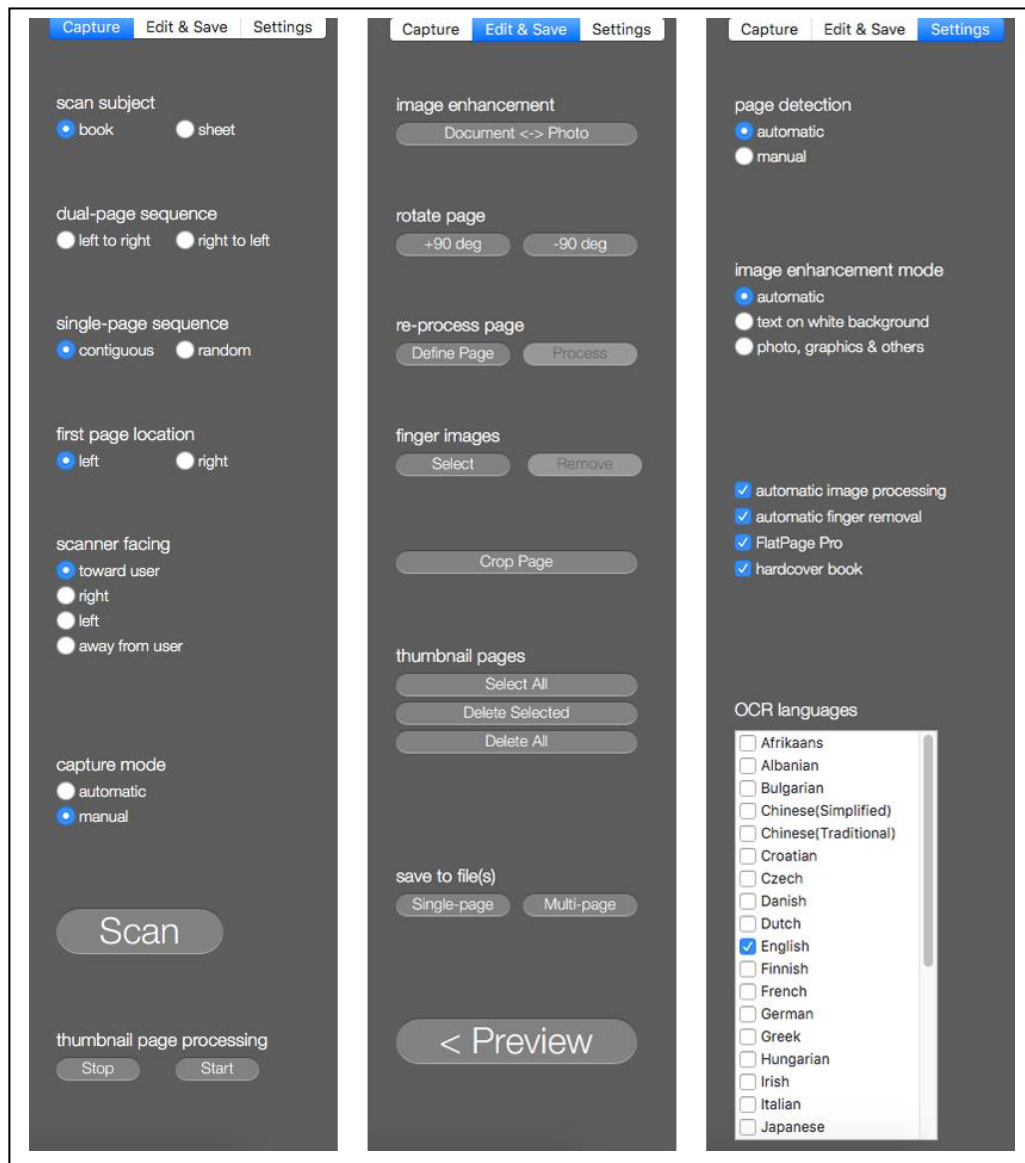 Capture Edit & Save Settings
scan subject
book sheet
dual-page sequence
left to right right to left
single-page sequence
contiguous random
first page location
left right
scanner facing
toward user
right
left
away from user
capture mode
automatic
manual
Scan
thumbnail page processing
Stop Start
Capture Edit & Save Settings
image enhancement
Document <-> Photo
rotate page
+90 deg -90 deg
re-process page
Define Page Process
finger images
Select Remove
Crop Page
thumbnail pages
Select All
Delete Selected
Delete All
save to file(s)
Single-page Multi-page
< Preview
Capture Edit & Save Settings
page detection
automatic
manual
image enhancement mode
automatic
text on white background
photo, graphics & others
automatic image processing
automatic finger removal
FlatPage Pro
hardcover book
OCR languages
Afrikaans
Albanian
Bulgarian
Chinese(Simplified)
Chinese(Traditional)
Croatian
Czech
Danish
Dutch
English
Finnish
French
German
Greek
Hungarian
Irish
Italian
Japanese